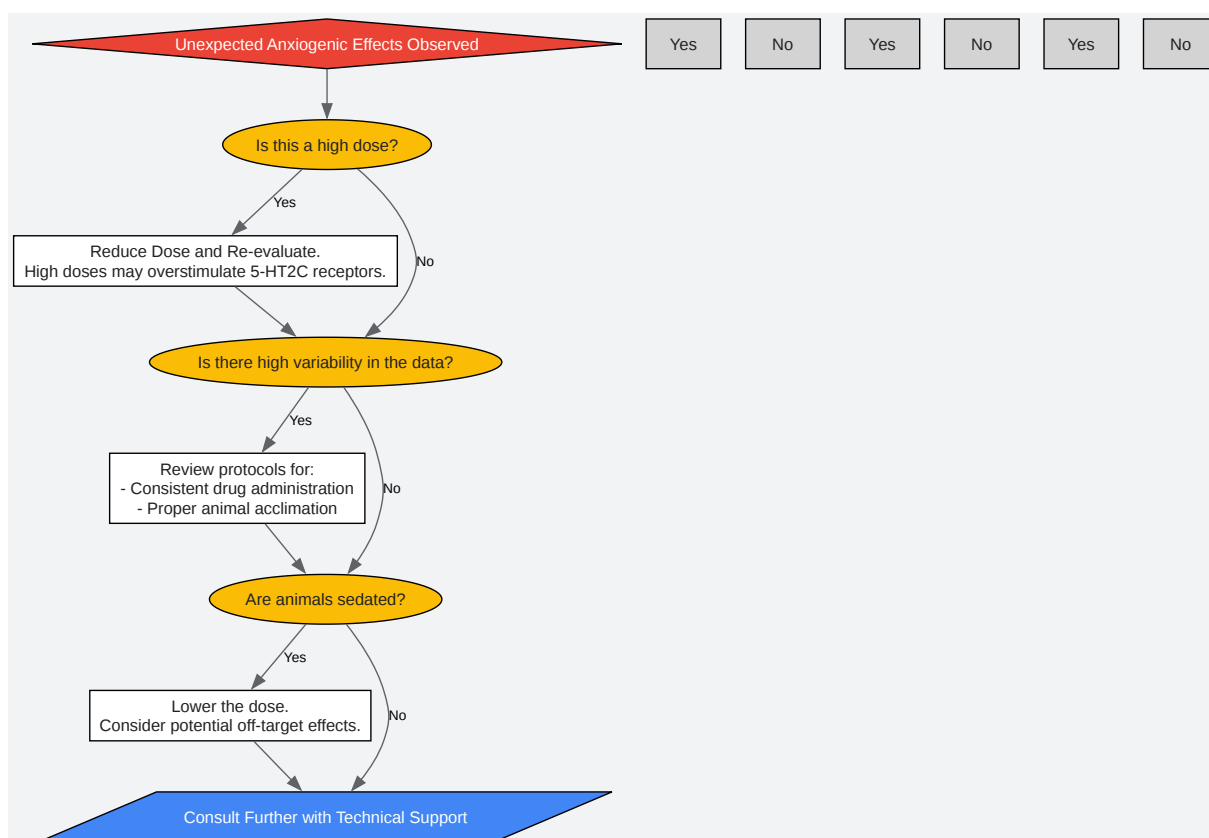 Unexpected Anxiogenic Effects Observed
Yes
No
Yes
No
Yes
No
Is this a high dose?
Yes
Reduce Dose and Re-evaluate.
High doses may overstimulate 5-HT2C receptors.
No
Is there high variability in the data?
Yes
Review protocols for:
- Consistent drug administration
- Proper animal acclimation
No
Are animals sedated?
Yes
Lower the dose.
Consider potential off-target effects.
No
Consult Further with Technical Support